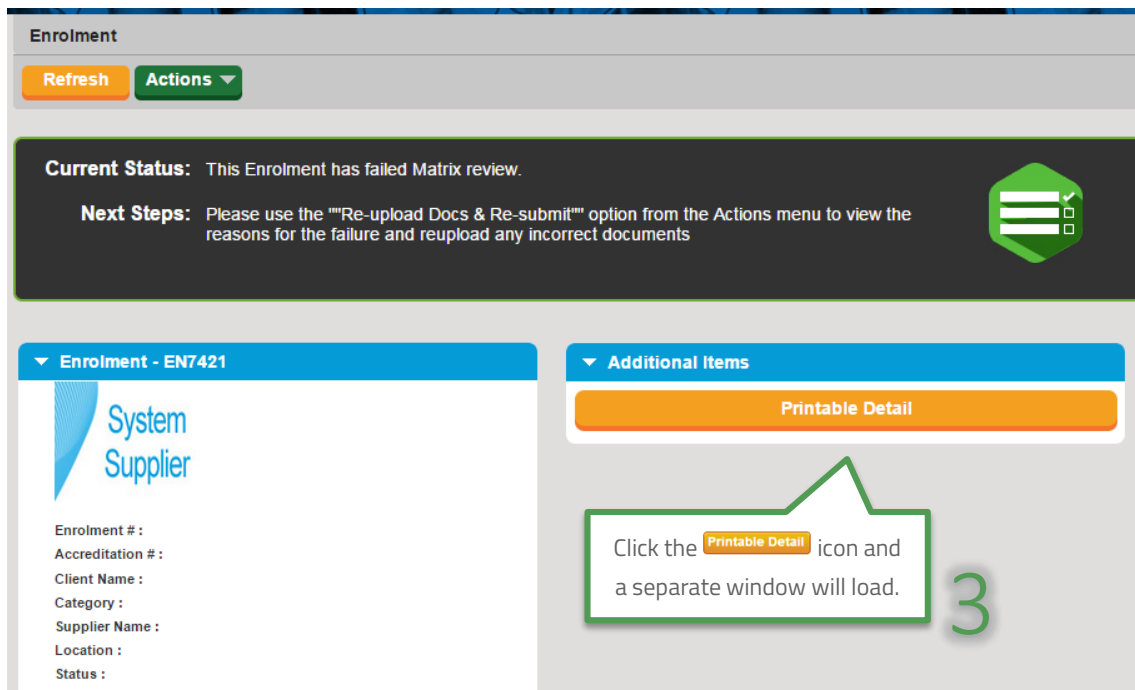 Enrolment
Refresh
Actions
Current Status: This Enrolment has failed Matrix review.
Next Steps: Please use the ""Re-upload Docs & Re-submit"" option from the Actions menu to view the
reasons for the failure and reupload any incorrect documents
Enrolment - EN7421
System
Supplier
Enrolment # :
Accreditation # :
Client Name :
Category :
Supplier Name :
Location :
Status :
Additional Items
Printable Detail
Click the Printable Detail icon and
a separate window will load.
3